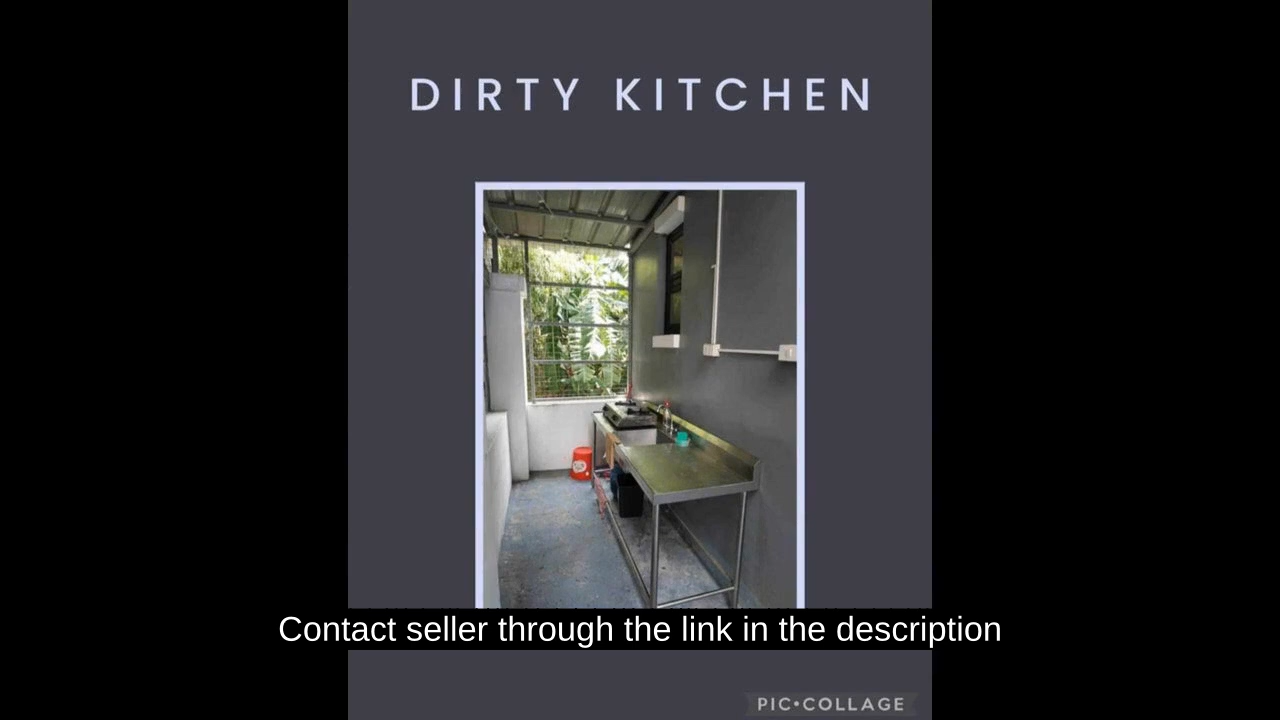 DIRTY KITCHEN
Contact seller through the link in the description
PIC•COLLAGE